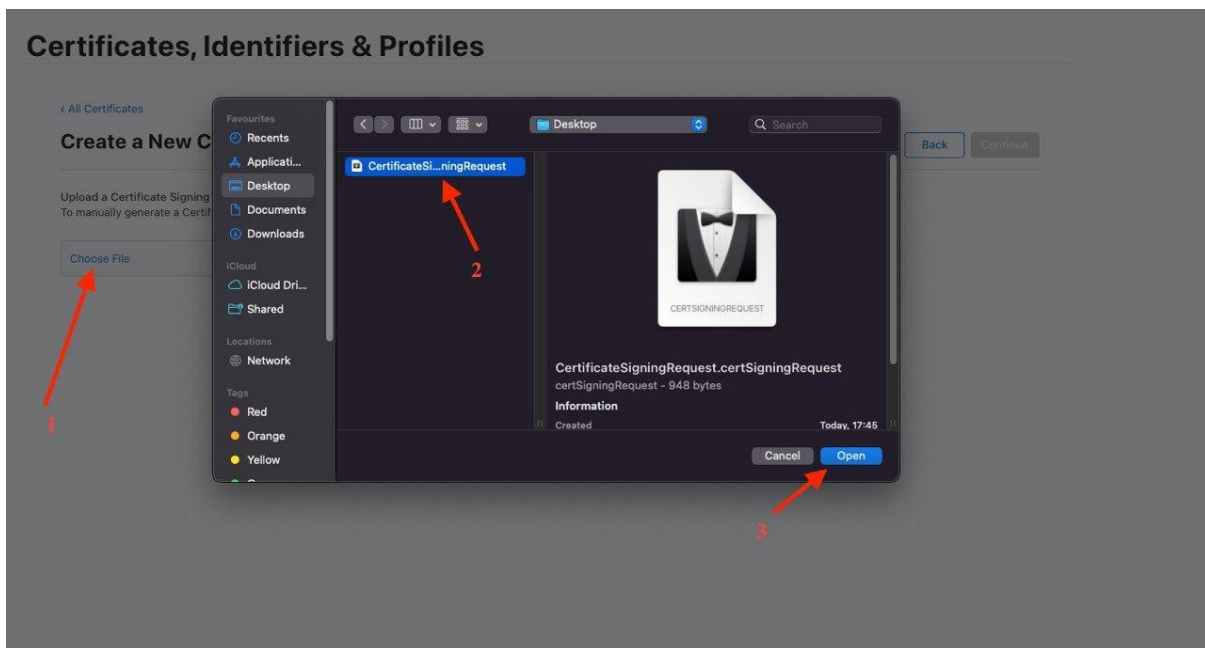 Certificates, Identifiers & Profiles
‹ All Certificates
Create a New C
Back
Continue
Upload a Certificate Signing
To manually generate a Certif
Choose File
1
Favourites
Recents
Applicati...
Desktop
Documents
Downloads
iCloud
iCloud Dri...
Shared
Locations
Network
Tags
Red
Orange
Yellow
Desktop
Search
CertificateSi...ningRequest
2
CERTSIGNINGREQUEST
CertificateSigningRequest.certSigningRequest
certSigningRequest - 948 bytes
Information
Created Today, 17:45
Cancel
Open
3